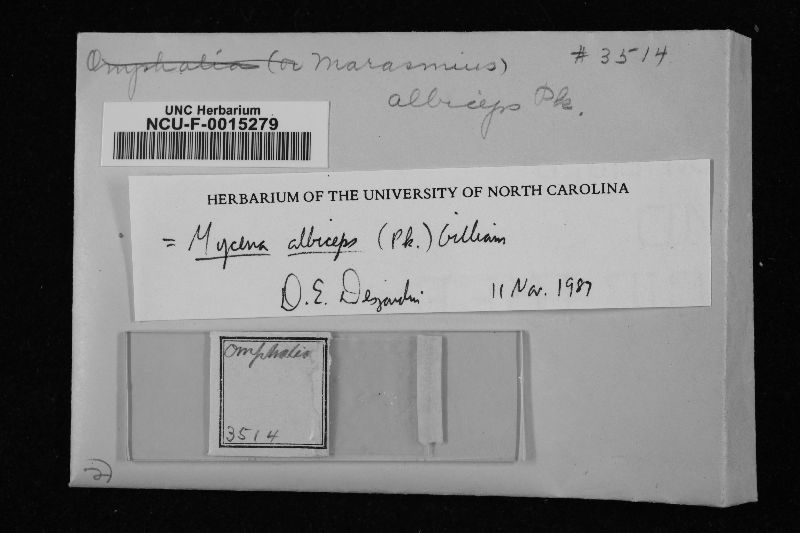 Omphalia (or Marasmius) # 3514
albiceps Pk.
UNC Herbarium
NCU-F-0015279
HERBARIUM OF THE UNIVERSITY OF NORTH CAROLINA
= Mycena albiceps (Pk.) Gilliam
D. E. Desjardin 11 Nov. 1987
Omphalia
3514